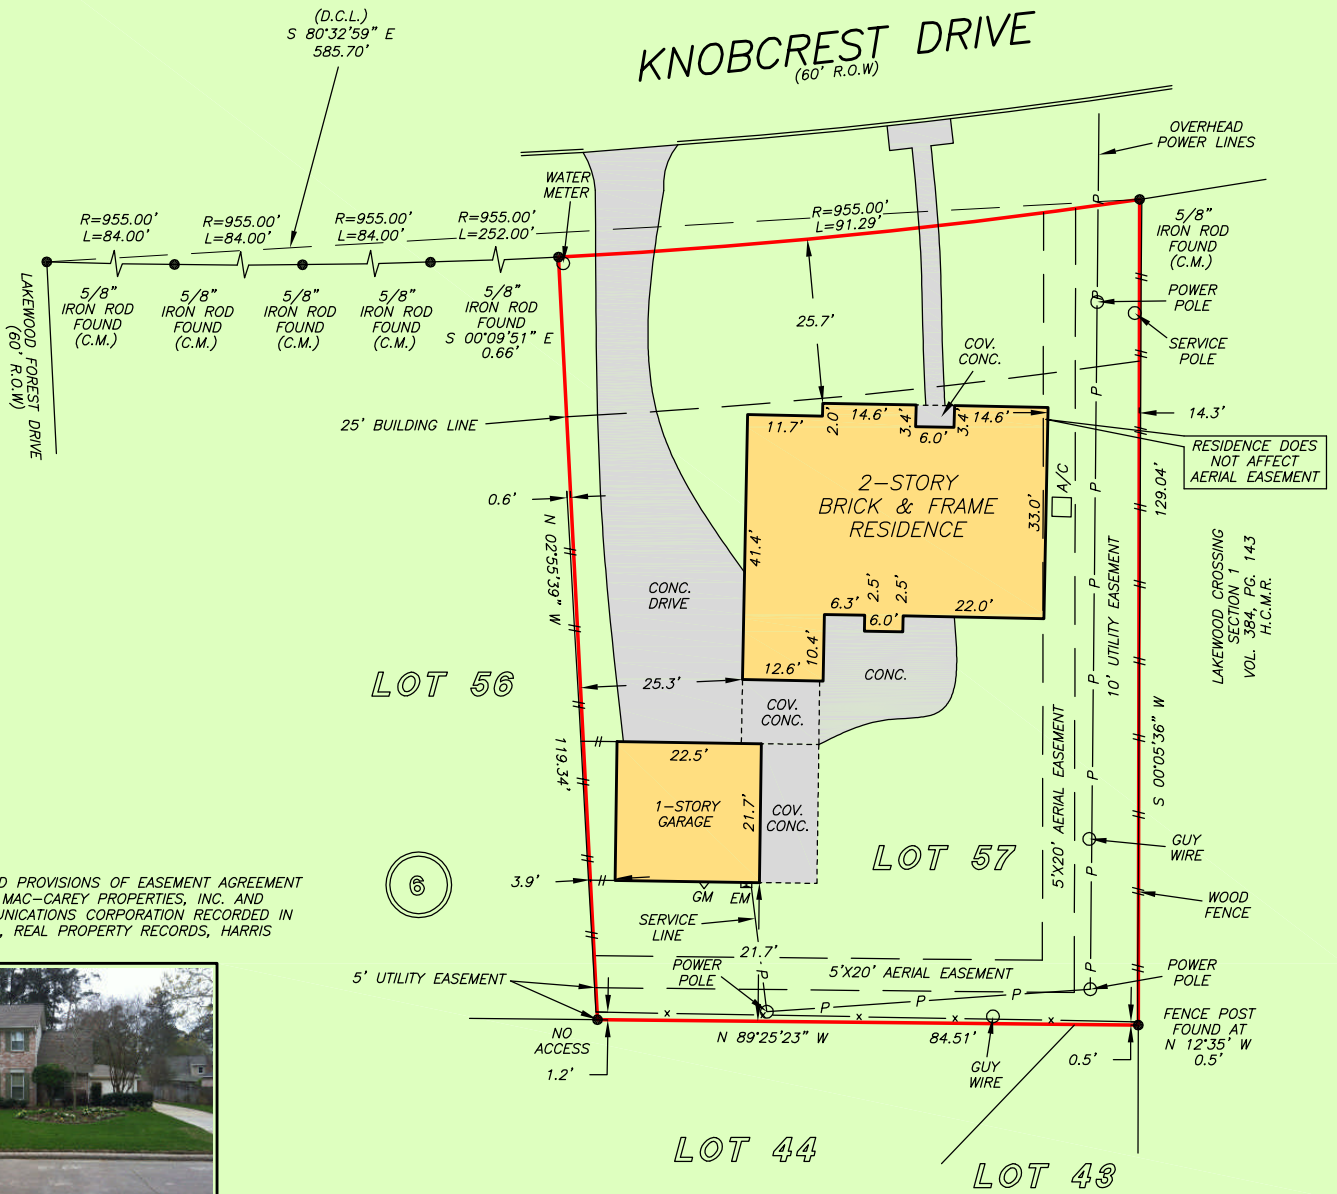 (D.C.L.)
S 80°32'59" E
585.70'
KNOBCREST DRIVE
(60' R.O.W)
OVERHEAD
POWER LINES
WATER
METER
R=955.00'
L=84.00'
R=955.00'
L=84.00'
R=955.00'
L=84.00'
R=955.00'
L=252.00'
R=955.00'
L=91.29'
5/8"
IRON ROD
FOUND
(C.M.)
5/8"
IRON ROD
FOUND
(C.M.)
5/8"
IRON ROD
FOUND
(C.M.)
5/8"
IRON ROD
FOUND
(C.M.)
5/8"
IRON ROD
FOUND
S 00°09'51" E
0.66'
5/8"
IRON ROD
FOUND
(C.M.)
LAKEWOOD FOREST
DRIVE
(60' R.O.W)
P
P
POWER
POLE
SERVICE
POLE
25.7'
COV.
CONC.
P
25' BUILDING LINE
11.7'
2.0'
14.6'
3.4'
6.0'
3.4'
14.6'
14.3'
RESIDENCE DOES
NOT AFFECT
AERIAL EASEMENT
2-STORY
BRICK & FRAME
RESIDENCE
A/C
33.0'
P
129.04'
0.6'
N 02°55'39" W
41.4'
CONC.
DRIVE
6.3'
2.5'
6.0'
2.5'
22.0'
P
10' UTILITY EASEMENT
LAKEWOOD CROSSING
SECTION 1
VOL. 384, PG. 143
H.C.M.R.
LOT 56
25.3'
12.6'
10.4'
CONC.
P
COV.
CONC.
S 00°05'36" W
119.34'
22.5'
1-STORY
GARAGE
21.7'
COV.
CONC.
P
5'X20' AERIAL EASEMENT
LOT 57
GUY
WIRE
P
6
3.9'
GM
EM
WOOD
FENCE
D PROVISIONS OF EASEMENT AGREEMENT
MAC-CAREY PROPERTIES, INC. AND
UNICATIONS CORPORATION RECORDED IN
, REAL PROPERTY RECORDS, HARRIS
SERVICE
LINE
21.7'
P
5' UTILITY EASEMENT
POWER
POLE
5'X20' AERIAL EASEMENT
P
P
P
P
POWER
POLE
NO
ACCESS
1.2'
N 89°25'23" W
84.51'
GUY
WIRE
0.5'
FENCE POST
FOUND AT
N 12°35' W
0.5'
LOT 44
LOT 43